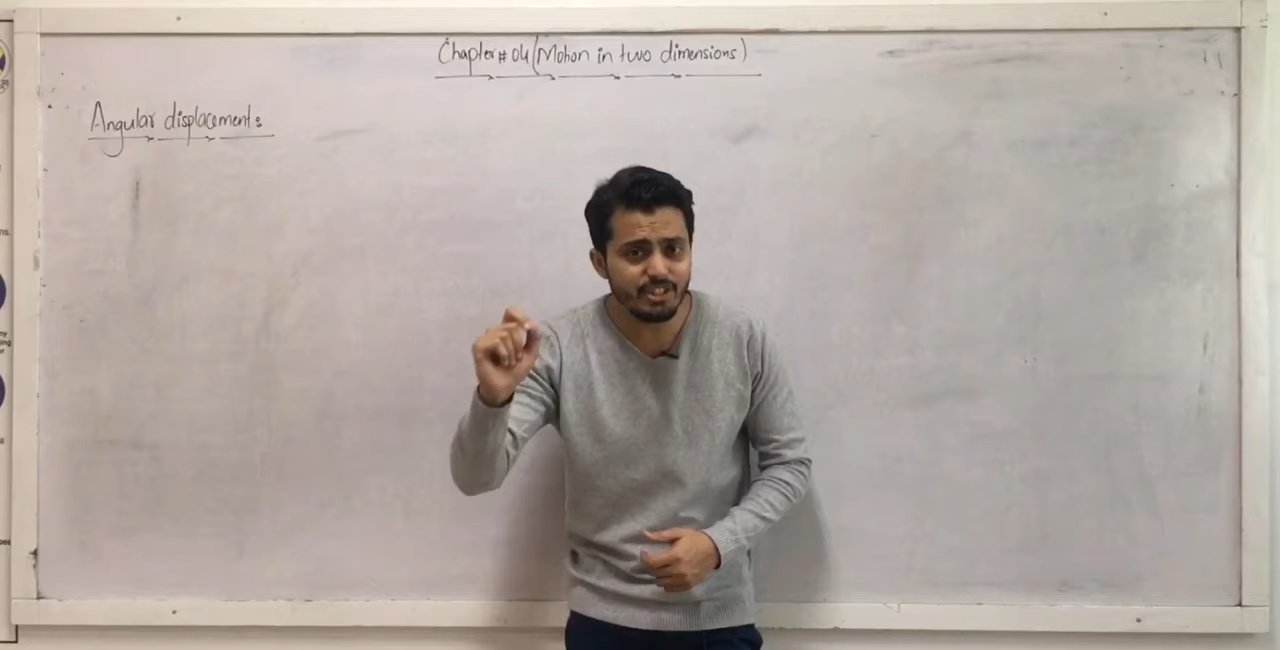 Chapter# 04 (Motion in two dimensions)
Angular displacement: